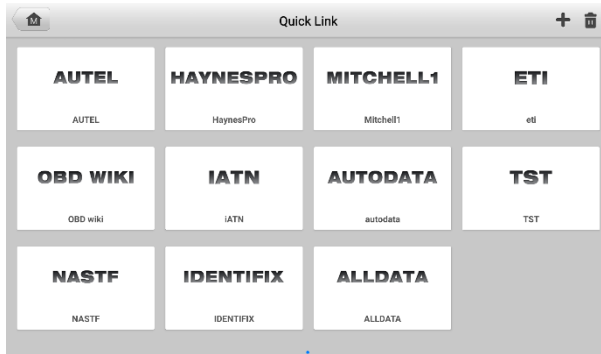 M
Quick Link
AUTEL
HAYNESPRO
MITCHELL1
ETI
AUTEL
HaynesPro
Mitchell1
eti
OBD WIKI
IATN
AUTODATA
TST
OBD wiki
iATN
autodata
TST
NASTF
IDENTIFIX
ALLDATA
NASTF
IDENTIFIX
ALLDATA